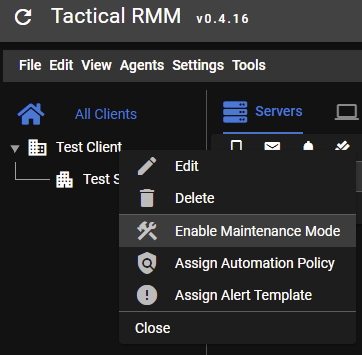 Tactical RMM v0.4.16
File Edit View Agents Settings Tools
All Clients
Servers
Test Client
Test S
Edit
Delete
Enable Maintenance Mode
Assign Automation Policy
Assign Alert Template
Close